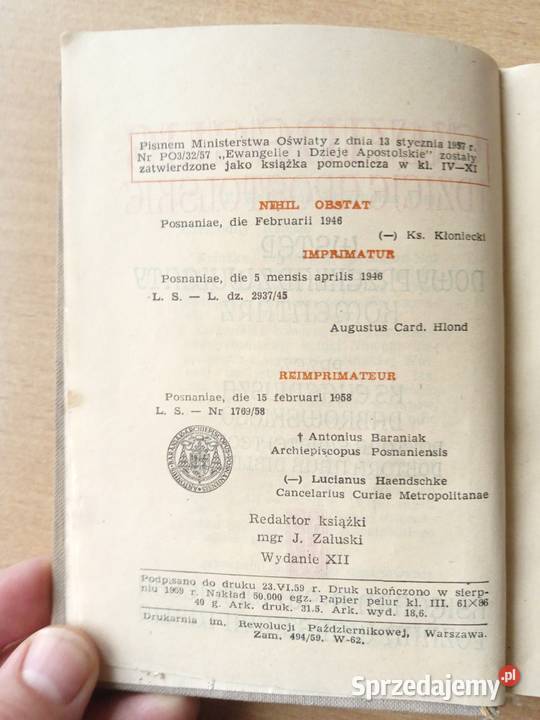 Pismem Ministerstwa Oświaty z dnia 13 stycznia 1957 r.
Nr PO3/32/57 „Ewangelie i Dzieje Apostolskie" zostały
zatwierdzone jako książka pomocnicza w kl. IV—XI
NIHIL OBSTAT
Posnaniae, die Februarii 1946
(—) Ks. Kłoniecki
IMPRIMATUR
Posnaniae, die 5 mensis aprilis 1946
L. S. — L. dz. 2937/45
Augustus Card. Hlond
REIMPRIMATEUR
Posnaniae, die 15 februari 1958
L. S. — Nr 1769/58
† Antonius Baraniak
Archiepiscopus Posnaniensis
(—) Lucianus Haendschke
Cancelarius Curiae Metropolitanae
Redaktor książki
mgr J. Załuski
Wydanie XII
Podpisano do druku 23.VI.59 r. Druk ukończono w sierp-
niu 1959 r. Nakład 50.000 egz. Papier pelur kl. III. 61×86
40 g. Ark. druk. 31.5. Ark. wyd. 18,6.
Drukarnia im. Rewolucji Październikowej, Warszawa.
Zam. 494/59. W-62.
Sprzedajemy.pl